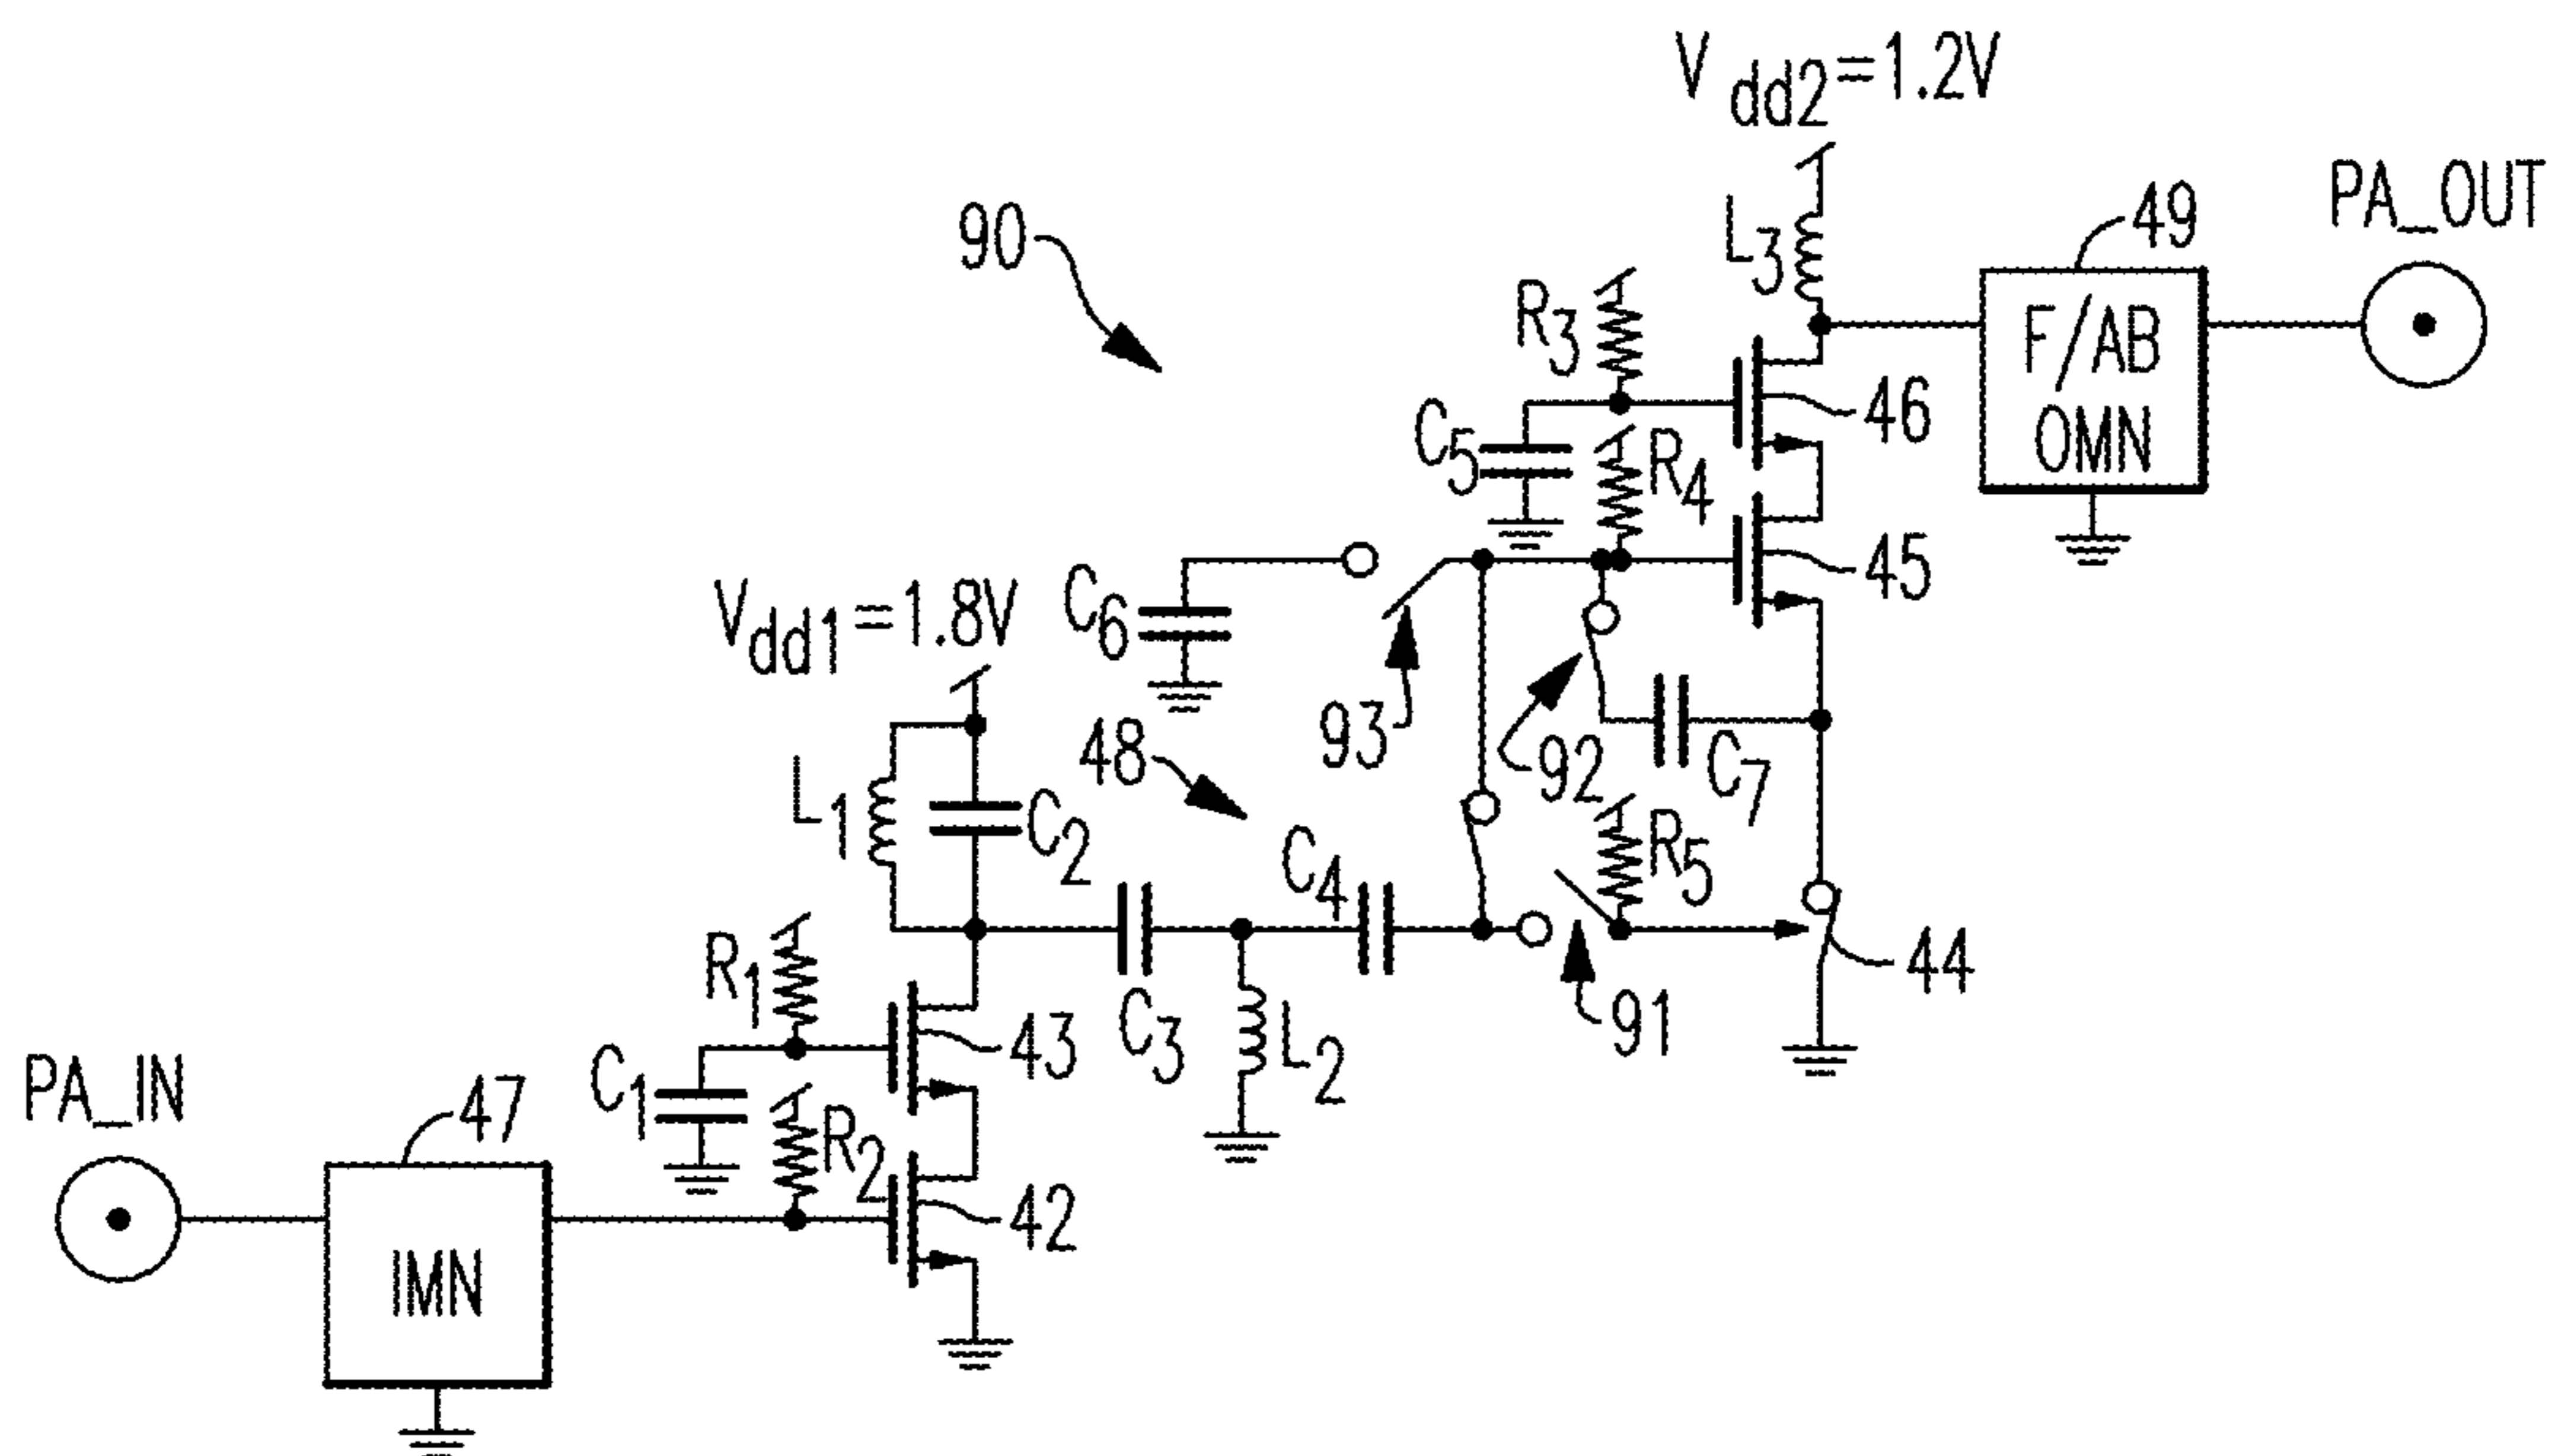 V dd2 =1.2V
PA_OUT
90
L3
49
R3
F/AB
OMN
46
C5
R4
45
C6
Vdd1 =1.8V
93
92
48
C7
L1
C2
C4
R5
44
R1
43
C3
L2
91
C1
PA_IN
47
R2
42
IMN